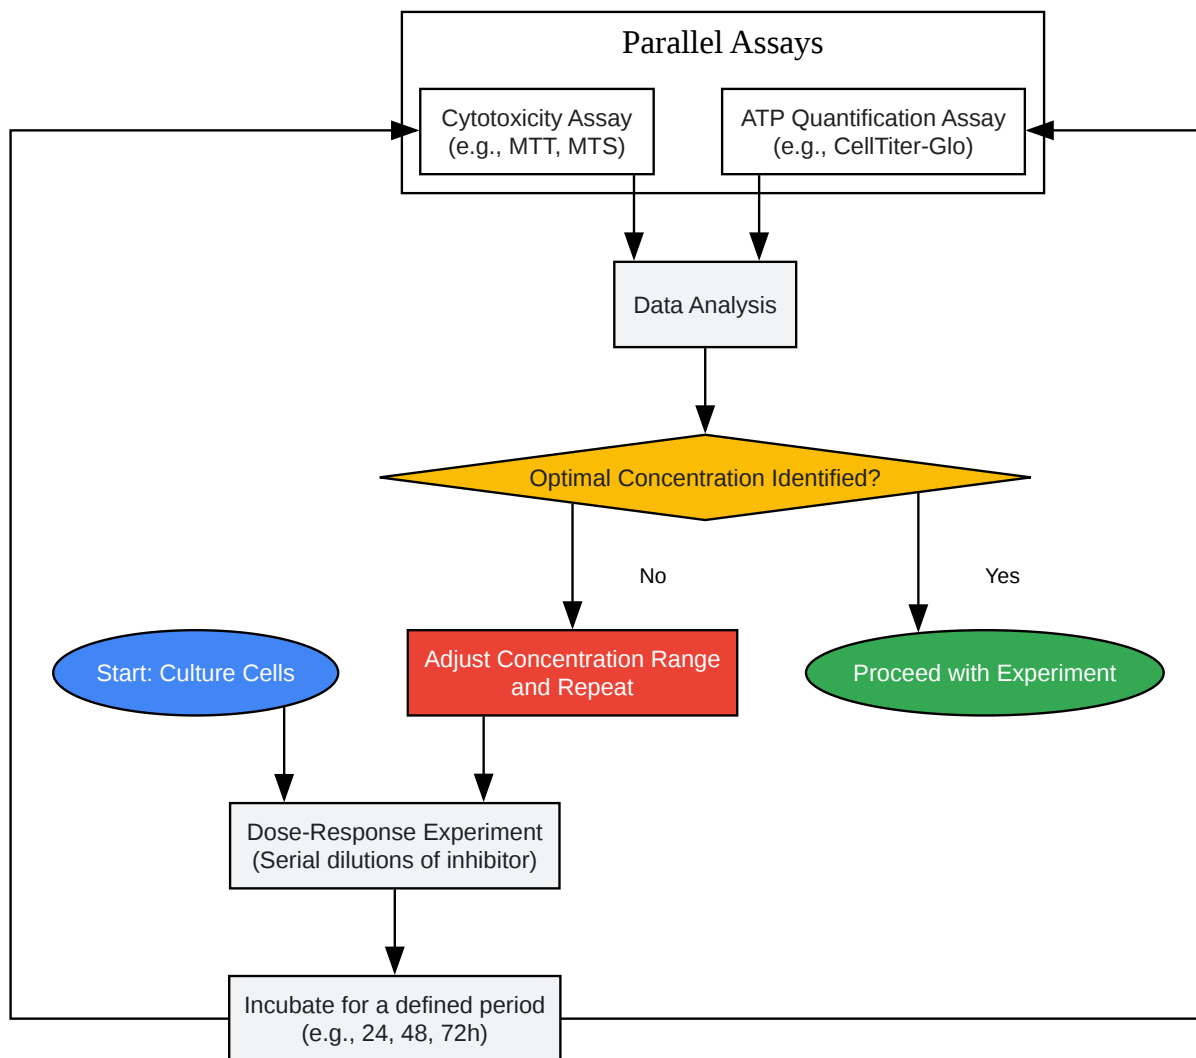 Parallel Assays
Cytotoxicity Assay
(e.g., MTT, MTS)
ATP Quantification Assay
(e.g., CellTiter-Glo)
Data Analysis
Optimal Concentration Identified?
No
Yes
Start: Culture Cells
Adjust Concentration Range
and Repeat
Proceed with Experiment
Dose-Response Experiment
(Serial dilutions of inhibitor)
Incubate for a defined period
(e.g., 24, 48, 72h)